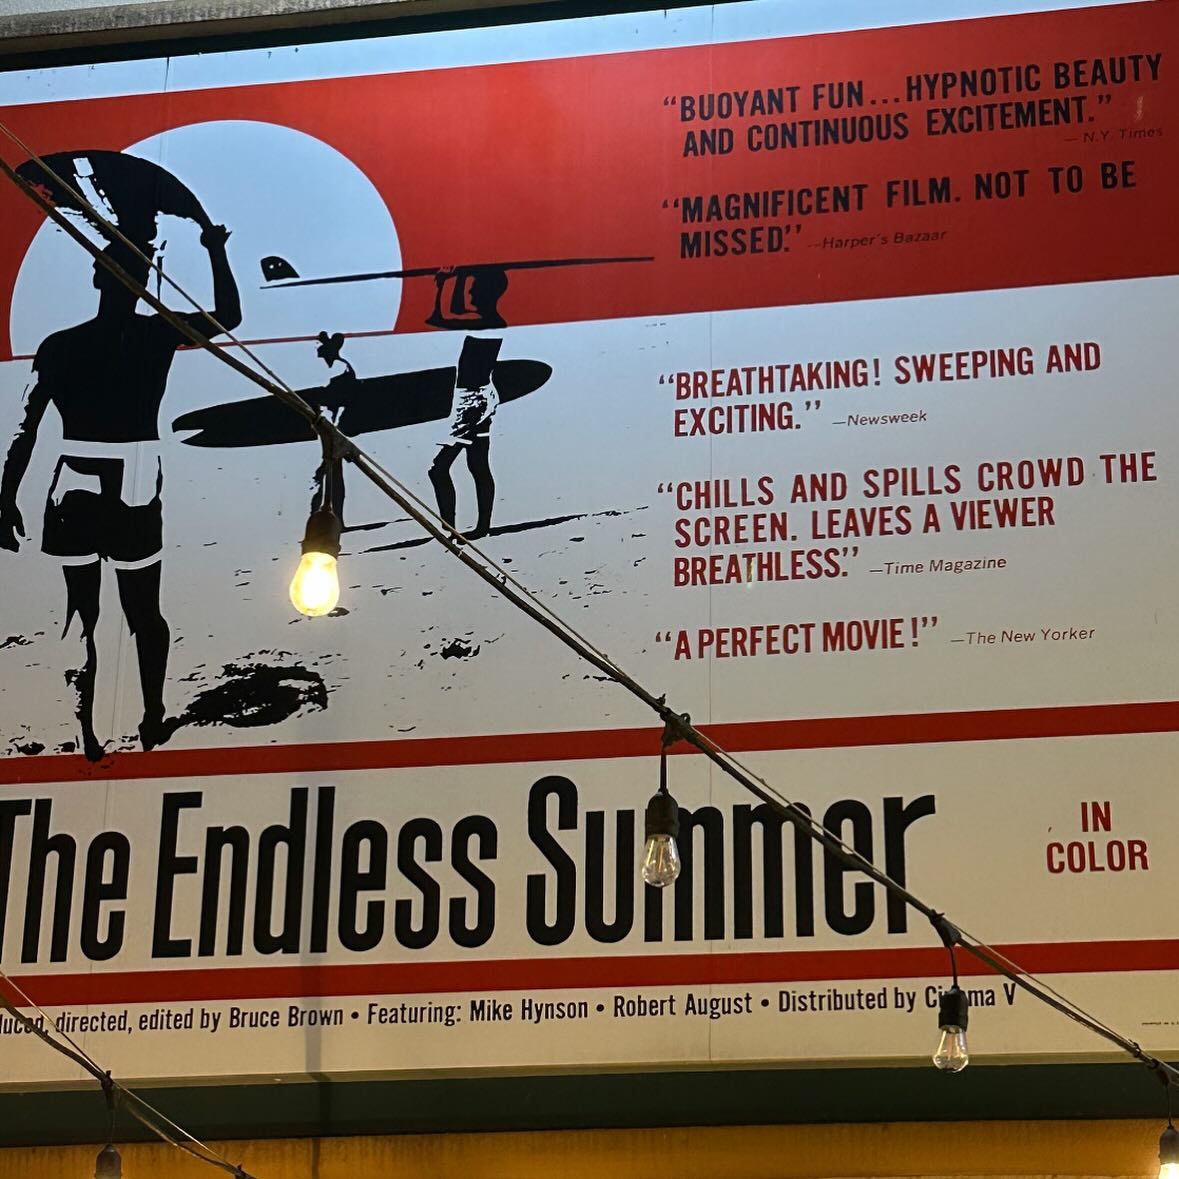 “BUOYANT FUN...HYPNOTIC BEAUTY
AND CONTINUOUS EXCITEMENT.”
— N.Y. Times
“MAGNIFICENT FILM. NOT TO BE
MISSED.” —Harper's Bazaar
“BREATHTAKING! SWEEPING AND
EXCITING.” —Newsweek
“CHILLS AND SPILLS CROWD THE
SCREEN. LEAVES A VIEWER
BREATHLESS.” —Time Magazine
“A PERFECT MOVIE!” —The New Yorker
The Endless Summer
IN
COLOR
duced, directed, edited by Bruce Brown • Featuring: Mike Hynson • Robert August • Distributed by Cinema V